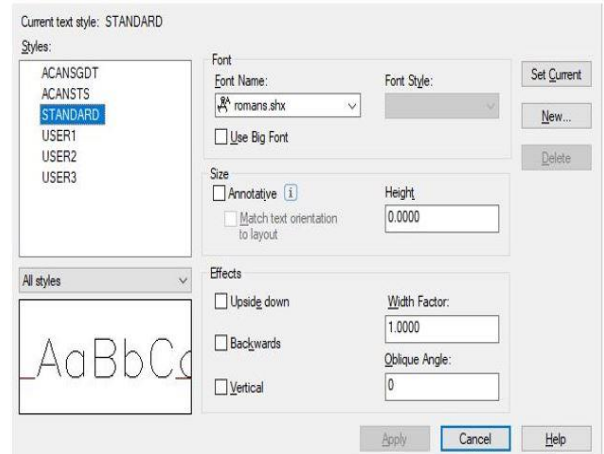 Current text style: STANDARD
Styles:
ACANSGDT
ACANSTS
STANDARD
USER1
USER2
USER3
All styles
AaBbCc
Font
Font Name:
romans.shx
Font Style:
Use Big Font
Size
Annotative i
Match text orientation
to layout
Height
0.0000
Effects
Upside down
Backwards
Vertical
Width Factor:
1.0000
Oblique Angle:
0
Set Current
New...
Delete
Apply
Cancel
Help